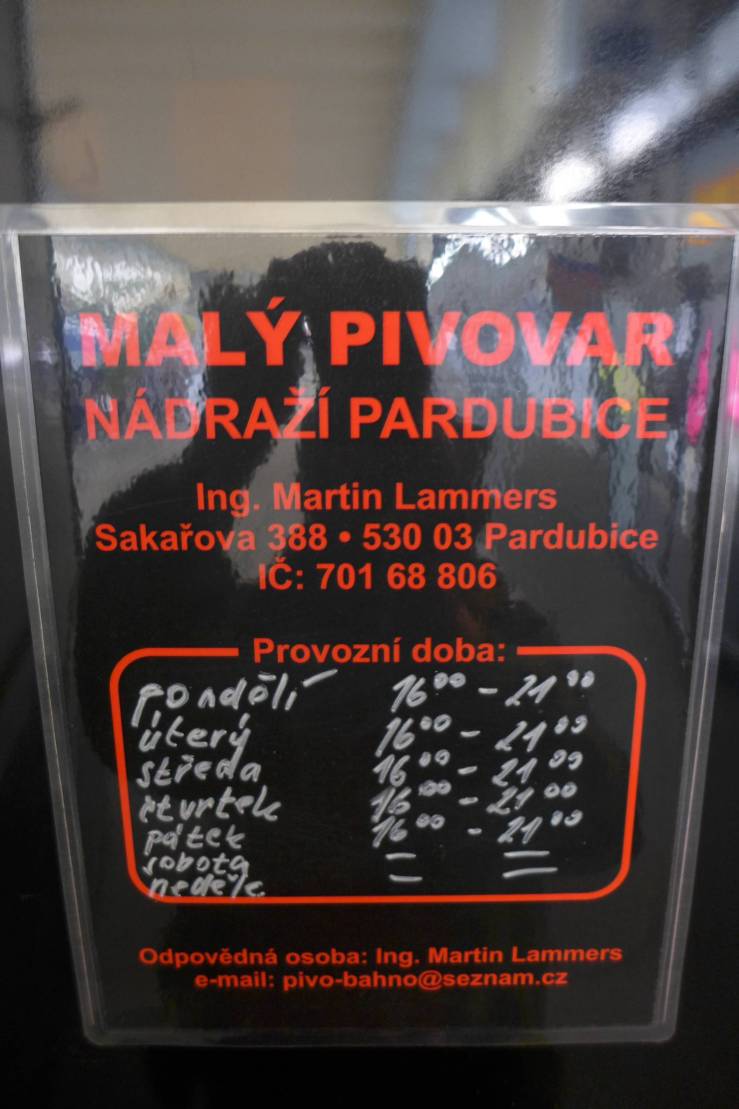 MALÝ PIVOVAR
NÁDRAŽÍ PARDUBICE
Ing. Martin Lammers
Sakařova 388 • 530 03 Pardubice
IČ: 701 68 806
Provozní doba:
pondělí 16⁰⁰ - 21⁰⁰
úterý 16⁰⁰ - 21⁰⁰
středa 16⁰⁰ - 21⁰⁰
čtvrtek 16⁰⁰ - 21⁰⁰
pátek 16⁰⁰ - 21⁰⁰
sobota — —
neděle — —
Odpovědná osoba: Ing. Martin Lammers
e-mail: pivo-bahno@seznam.cz